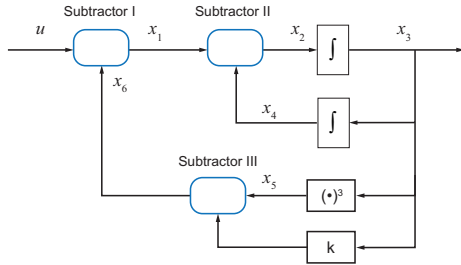 Subtractor I
Subtractor II
u
x₁
x₂
∫
x₃
x₆
x₄
∫
Subtractor III
x₅
(•)³
k